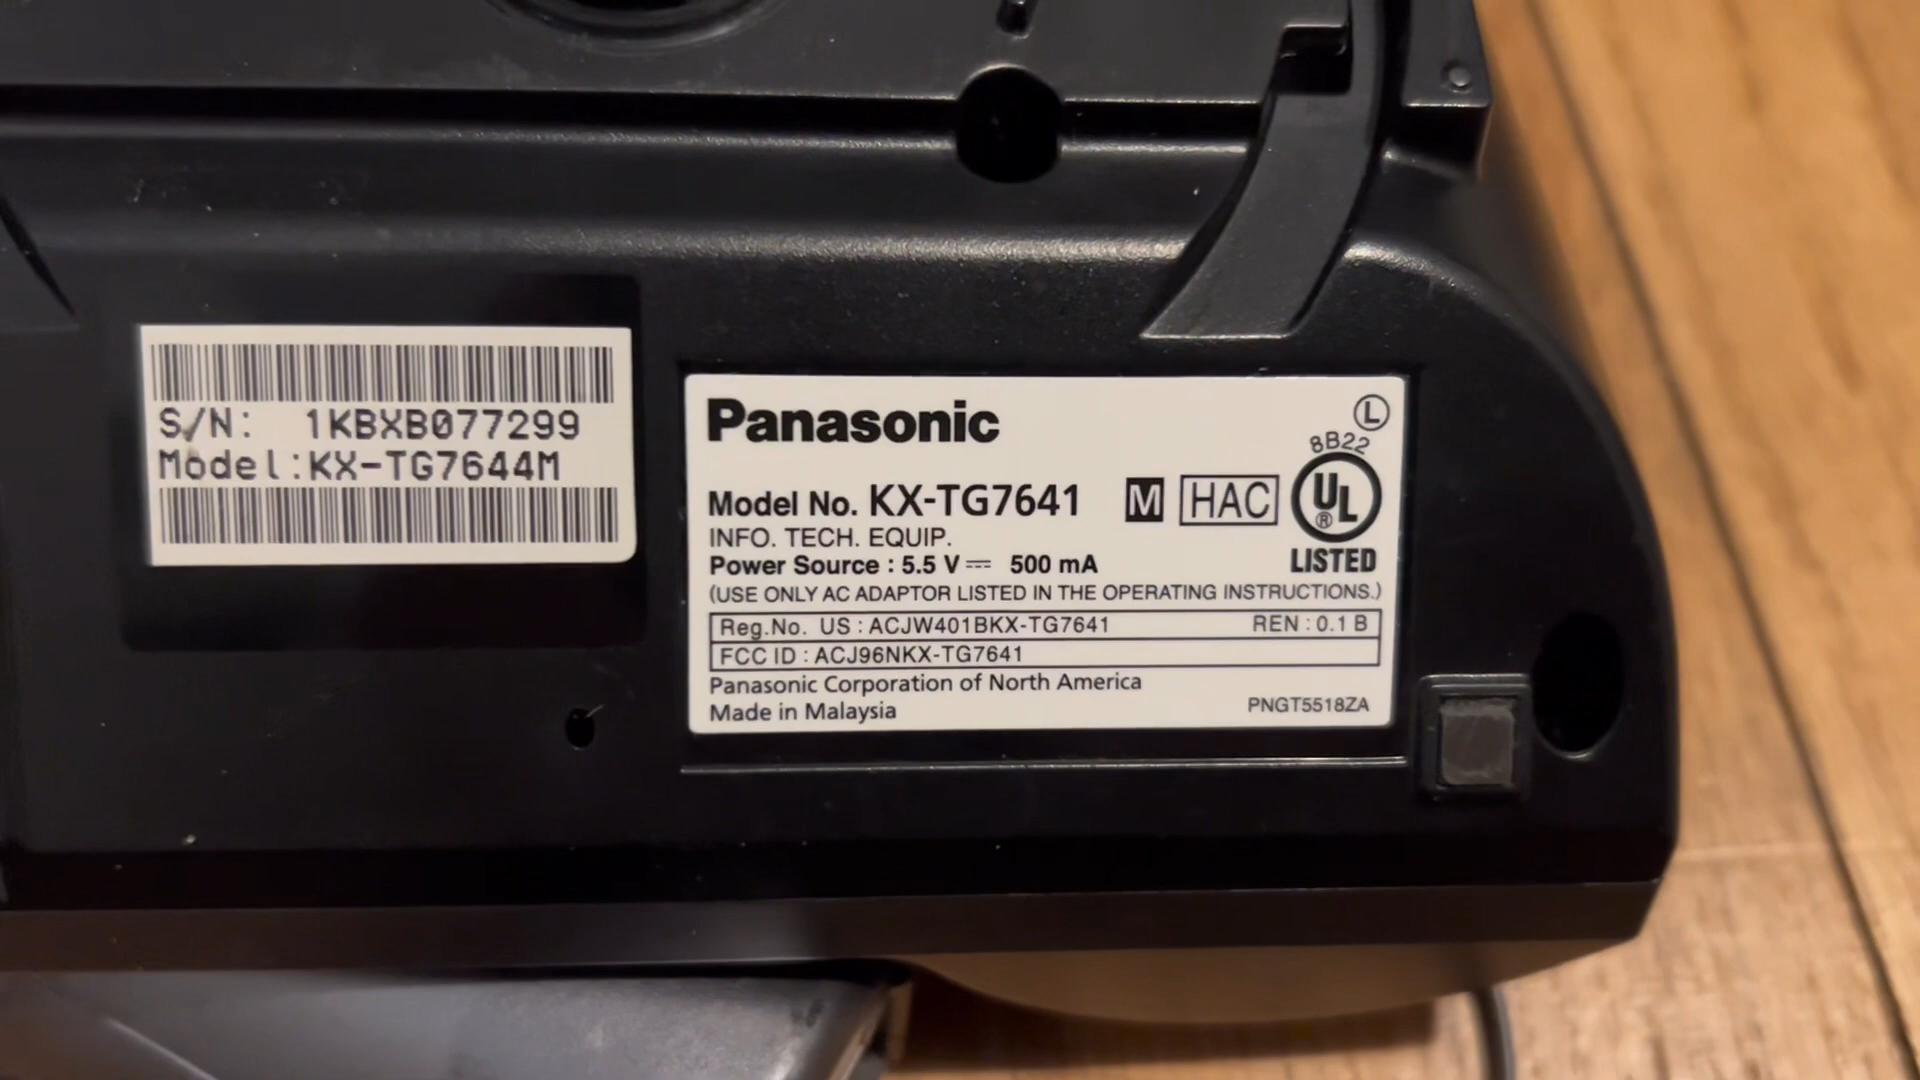 S/N: 1KBXB077299
Model:KX-TG7644M
Panasonic
L
8B22
Model No. KX-TG7641 M HAC UL ®
INFO. TECH. EQUIP.
LISTED
Power Source : 5.5 V⎓ 500 mA
(USE ONLY AC ADAPTOR LISTED IN THE OPERATING INSTRUCTIONS.)
Reg.No. US : ACJW401BKX-TG7641 REN : 0.1 B
FCC ID : ACJ96NKX-TG7641
Panasonic Corporation of North America
Made in Malaysia PNGT5518ZA